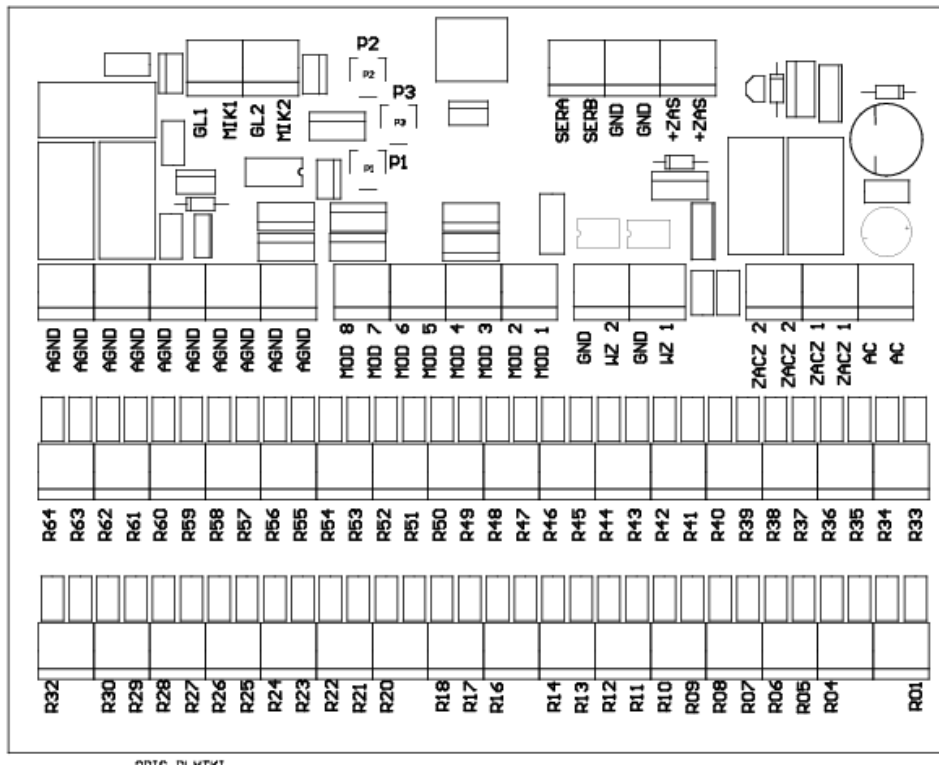 P2
P2
P3
P3
P1
P1
GL1 MIK1 GL2 MIK2
SERA SERB GND GND +ZAS +ZAS
AGND AGND AGND AGND AGND AGND AGND AGND AGND AGND
MOD 8 MOD 7 MOD 6 MOD 5 MOD 4 MOD 3 MOD 2 MOD 1
GND WZ 2 GND WZ 1
ZACZ 2 ZACZ 2 ZACZ 1 ZACZ 1 AC AC
R64 R63 R62 R61 R60 R59 R58 R57 R56 R55 R54 R53 R52 R51 R50 R49 R48 R47 R46 R45 R44 R43 R42 R41 R40 R39 R38 R37 R36 R35 R34 R33
R32 R30 R29 R28 R27 R26 R25 R24 R23 R22 R21 R20 R18 R17 R16 R14 R13 R12 R11 R10 R09 R08 R07 R06 R05 R04 R01